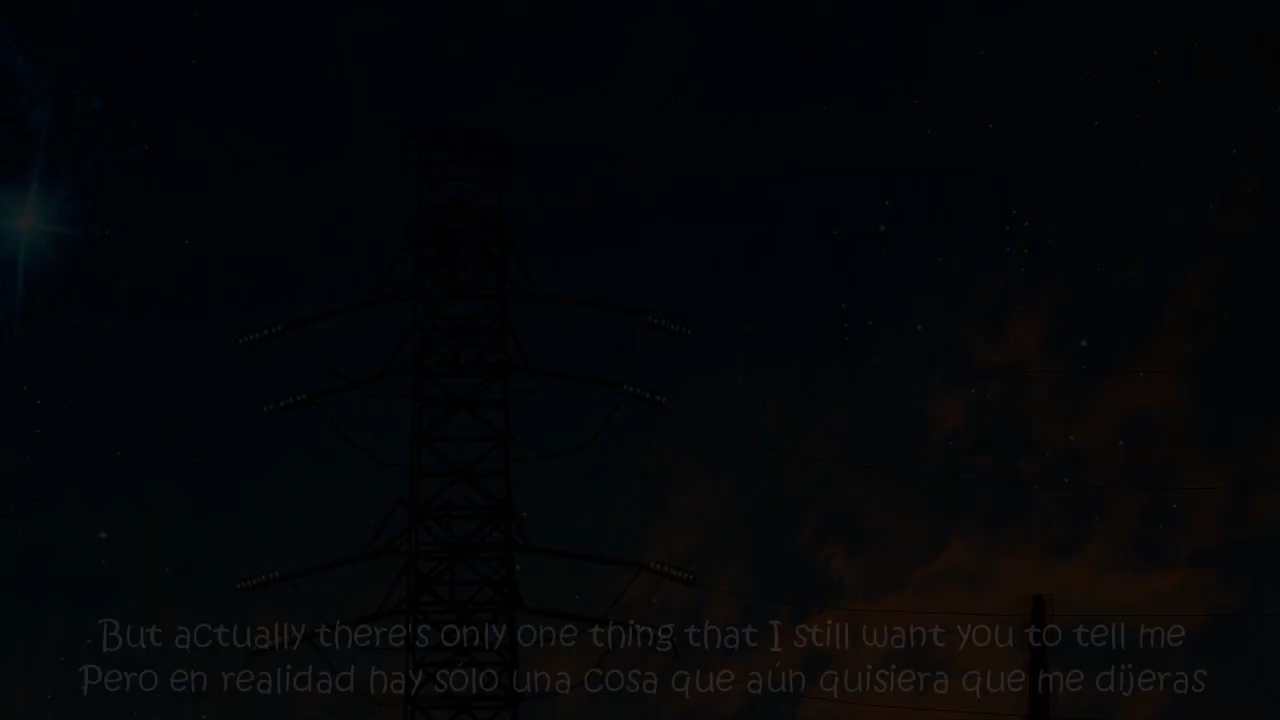 But actually there's only one thing that I still want you to tell me
Pero en realidad hay sólo una cosa que aún quisiera que me dijeras